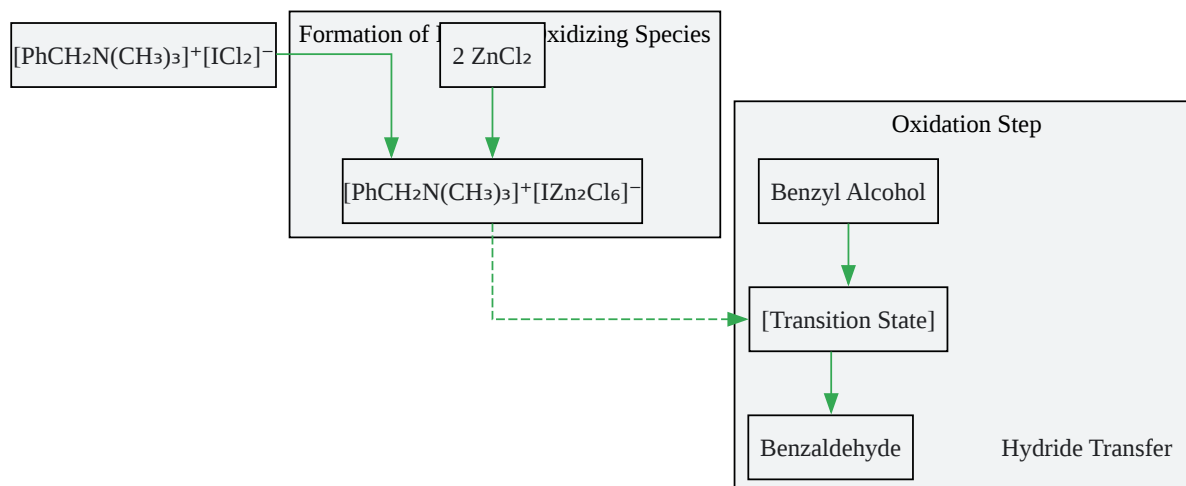 [PhCH₂N(CH₃)₃]⁺[ICl₂]⁻
Formation of oxidizing Species
2 ZnCl₂
[PhCH₂N(CH₃)₃]⁺[IZn₂Cl₆]⁻
Oxidation Step
Benzyl Alcohol
[Transition State]
Benzaldehyde
Hydride Transfer